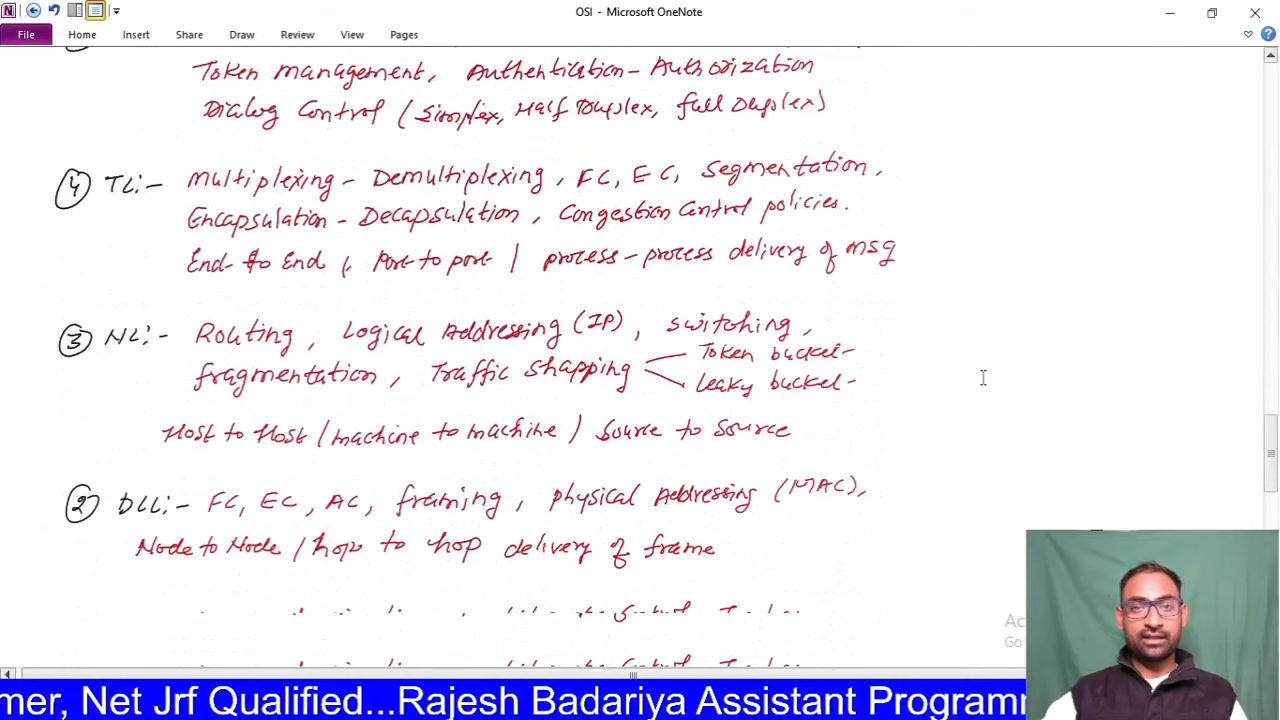 OSI - Microsoft OneNote
File Home Insert Share Draw Review View Pages
Token management, Authentication - Authorization
Dialog Control (Simplex, Half Duplex, full Duplex)
4 TL:- Multiplexing - Demultiplexing, FC, EC, Segmentation,
Encapsulation - Decapsulation, Congestion Control policies.
End to End, Port to port / process - process delivery of msg
3 NL:- Routing, Logical Addressing (IP), switching,
fragmentation, Traffic Shapping
Token bucket
Leaky bucket
Host to Host / machine to machine / Source to Source
2 DLL:- FC, EC, AC, framing, physical Addressing (MAC),
Node to Node / hop to hop delivery of frame
Ac
Go
mer, Net Jrf Qualified...Rajesh Badariya Assistant Programm